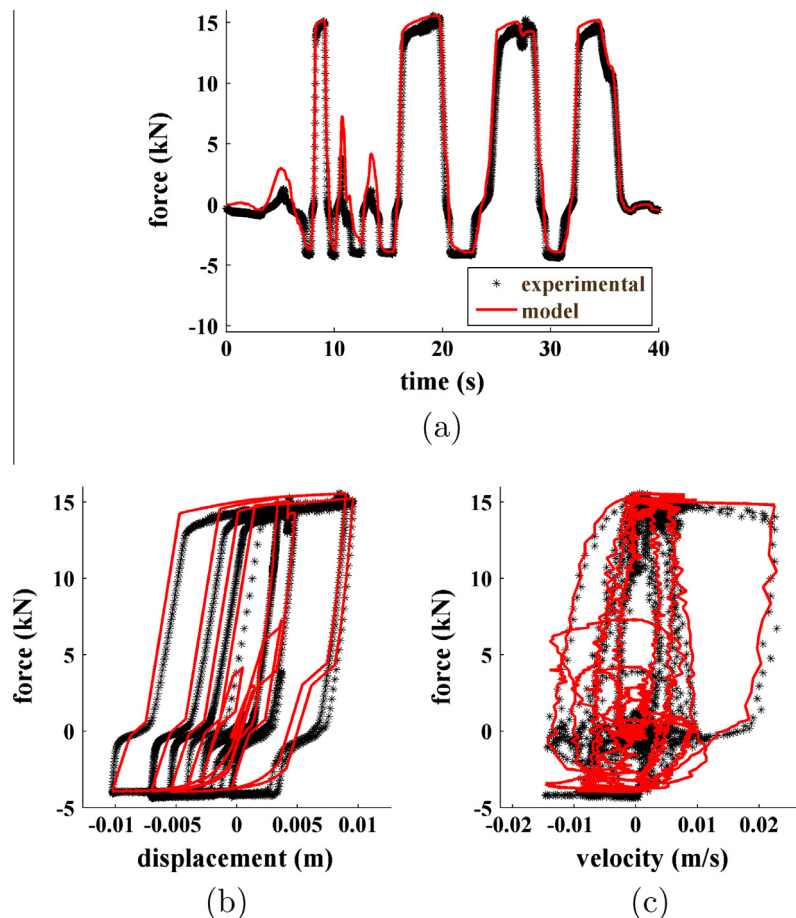 15
10
5
0
-5
-10
force (kN)
experimental
model
0
10
20
30
40
time (s)
(a)
15
10
5
0
-5
force (kN)
-0.01
-0.005
0
0.005
0.01
displacement (m)
(b)
15
10
5
0
-5
force (kN)
-0.02
-0.01
0
0.01
0.02
velocity (m/s)
(c)